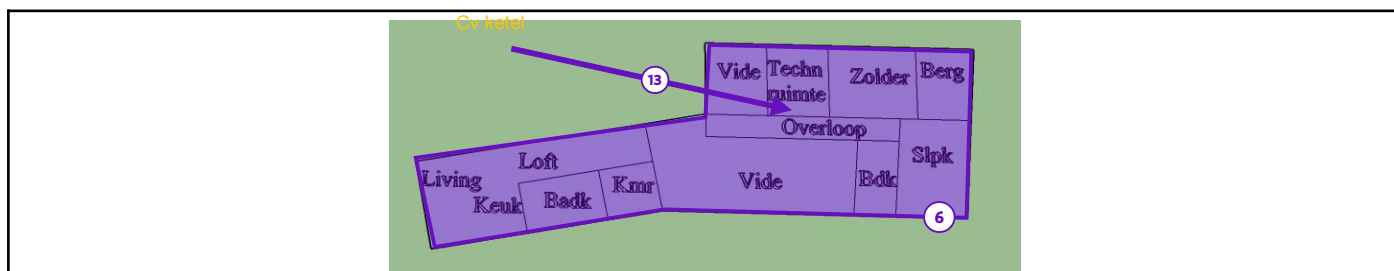 Cv ketel
13
Vide
Techn
ruimte
Zolder
Berg
Overloop
Slpk
Loft
Living
Keuk
Badk
Kmr
Vide
Bdk
6